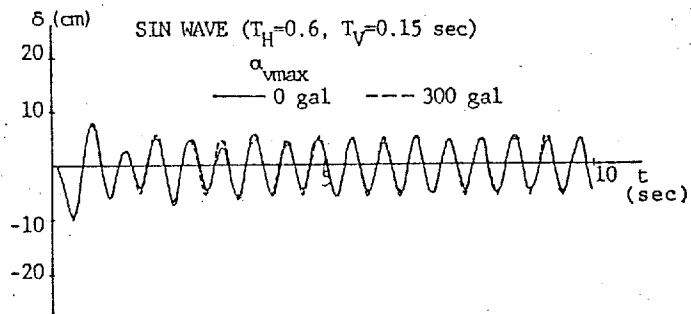 δ (cm)
SIN WAVE (T_H=0.6, T_V=0.15 sec)
α_vmax
0 gal --- 300 gal
20
10
5
10 t
(sec)
-10
-20